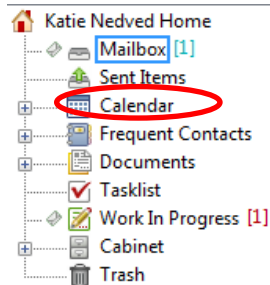 Katie Nedved Home
Mailbox [1]
Sent Items
Calendar
Frequent Contacts
Documents
Tasklist
Work In Progress [1]
Cabinet
Trash